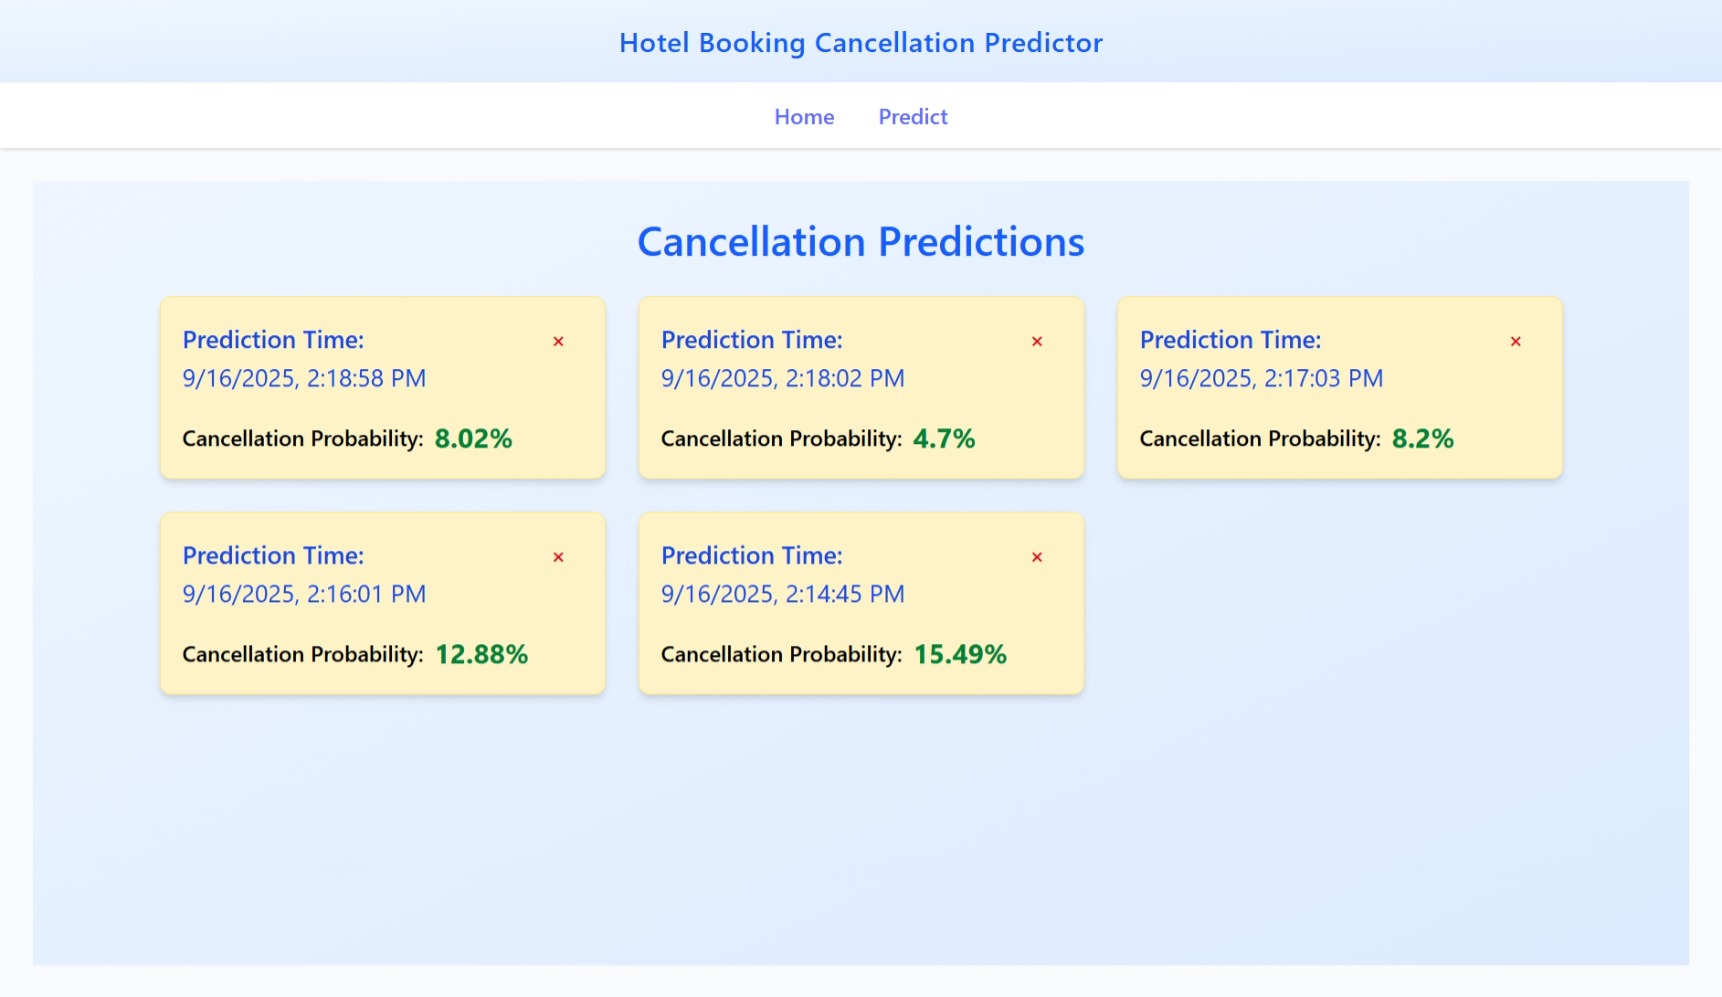 Hotel Booking Cancellation Predictor
Home Predict
Cancellation Predictions
Prediction Time: ×
9/16/2025, 2:18:58 PM
Cancellation Probability: 8.02%
Prediction Time: ×
9/16/2025, 2:18:02 PM
Cancellation Probability: 4.7%
Prediction Time: ×
9/16/2025, 2:17:03 PM
Cancellation Probability: 8.2%
Prediction Time: ×
9/16/2025, 2:16:01 PM
Cancellation Probability: 12.88%
Prediction Time: ×
9/16/2025, 2:14:45 PM
Cancellation Probability: 15.49%